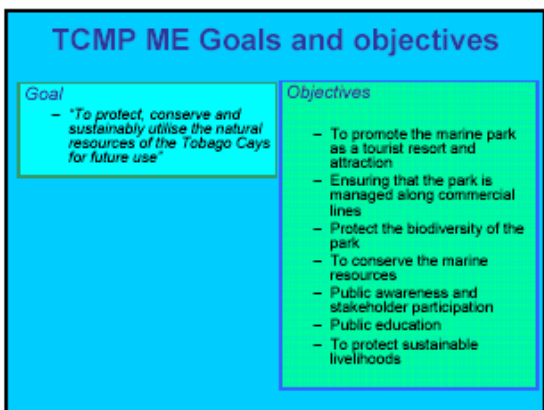 TCMP ME Goals and objectives
Goal
– "To protect, conserve and
sustainably utilise the natural
resources of the Tobago Cays
for future use"
Objectives
– To promote the marine park
as a tourist resort and
attraction
– Ensuring that the park is
managed along commercial
lines
– Protect the biodiversity of the
park
– To conserve the marine
resources
– Public awareness and
stakeholder participation
– Public education
– To protect sustainable
livelihoods